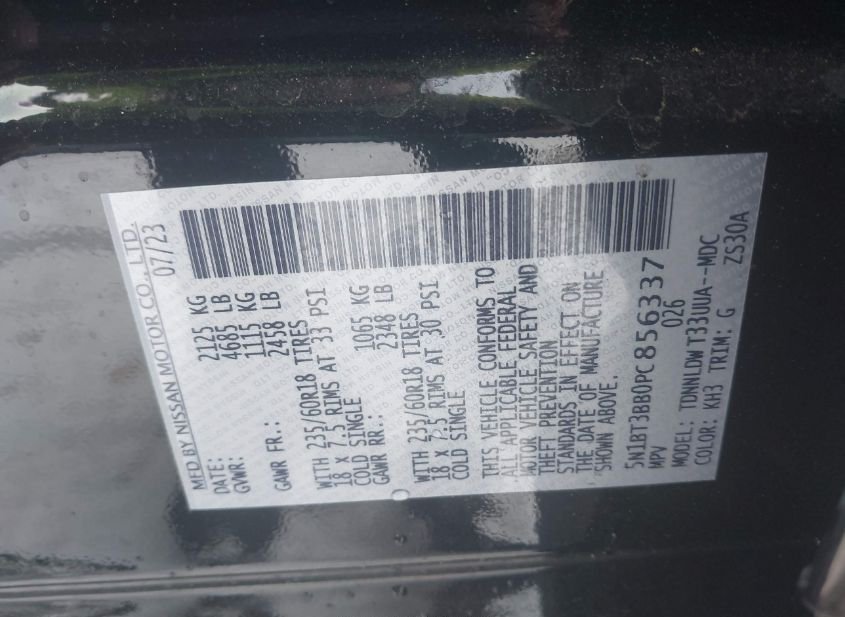 MFD BY NISSAN MOTOR CO., LTD.
DATE: 07/23
GVWR: 2125 KG
4685 LB
GAWR FR.: 1115 KG
2458 LB
WITH 235/60R18 TIRES
18 X 7.5 RIMS AT 33 PSI
COLD SINGLE
GAWR RR.: 1065 KG
2348 LB
WITH 235/60R18 TIRES
18 X 7.5 RIMS AT 30 PSI
COLD SINGLE
THIS VEHICLE CONFORMS TO
ALL APPLICABLE FEDERAL
MOTOR VEHICLE SAFETY AND
THEFT PREVENTION
STANDARDS IN EFFECT ON
THE DATE OF MANUFACTURE
SHOWN ABOVE.
5N1BT3BB0PC856337
MPV 026
MODEL: TDNNLDWT33UUA--MDC
COLOR: KH3 TRIM: G ZS30A